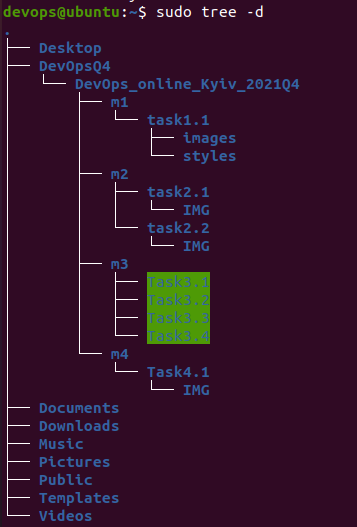 devops@ubuntu:~$ sudo tree -d
.
├── Desktop
├── DevOpsQ4
│   └── DevOps_online_Kyiv_2021Q4
│       ├── m1
│       │   └── task1.1
│       │       ├── images
│       │       └── styles
│       ├── m2
│       │   ├── task2.1
│       │   │   └── IMG
│       │   └── task2.2
│       │       └── IMG
│       ├── m3
│       │   ├── Task3.1
│       │   ├── Task3.2
│       │   ├── Task3.3
│       │   └── Task3.4
│       └── m4
│           └── Task4.1
│               └── IMG
├── Documents
├── Downloads
├── Music
├── Pictures
├── Public
├── Templates
└── Videos